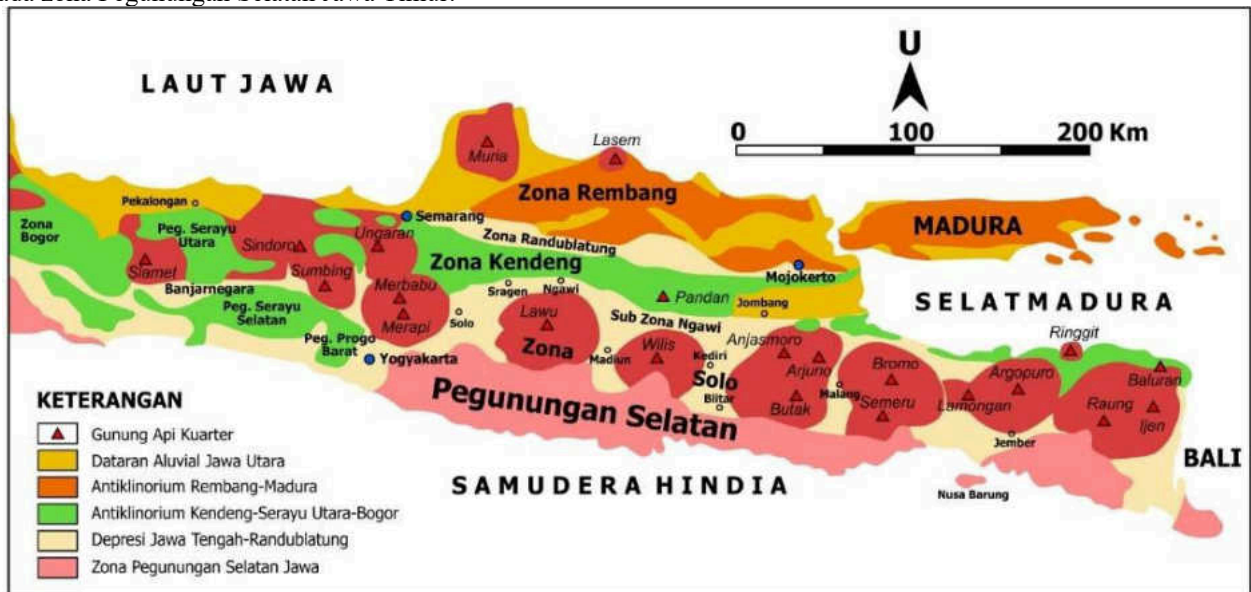 LAUT JAWA
U
0 100 200 Km
Muria
Lasem
Zona Rembang
Pekalongan
Semarang
MADURA
Zona
Bogor
Peg. Serayu
Utara
Sindoro
Ungaran
Zona Randublatung
Slamet
Sumbing
Zona Kendeng
Mojokerto
Banjarnegara
Merbabu
Sragen
Ngawi
Pandan
Jombang
SELATMADURA
Peg. Serayu
Selatan
Merapi
Solo
Lawu
Sub Zona Ngawi
Ringgit
Peg. Progo
Barat
Yogyakarta
Zona
Madiun
Wilis
Kediri
Anjasmoro
Arjuno
Bromo
Argopuro
Baluran
Solo
Blitar
Butak
Malang
Semeru
Lamongan
Raung
Ijen
Pegunungan Selatan
Jember
BALI
SAMUDERA HINDIA
Nusa Barung
KETERANGAN
Gunung Api Kuarter
Dataran Aluvial Jawa Utara
Antiklinorium Rembang-Madura
Antiklinorium Kendeng-Serayu Utara-Bogor
Depresi Jawa Tengah-Randublatung
Zona Pegunungan Selatan Jawa